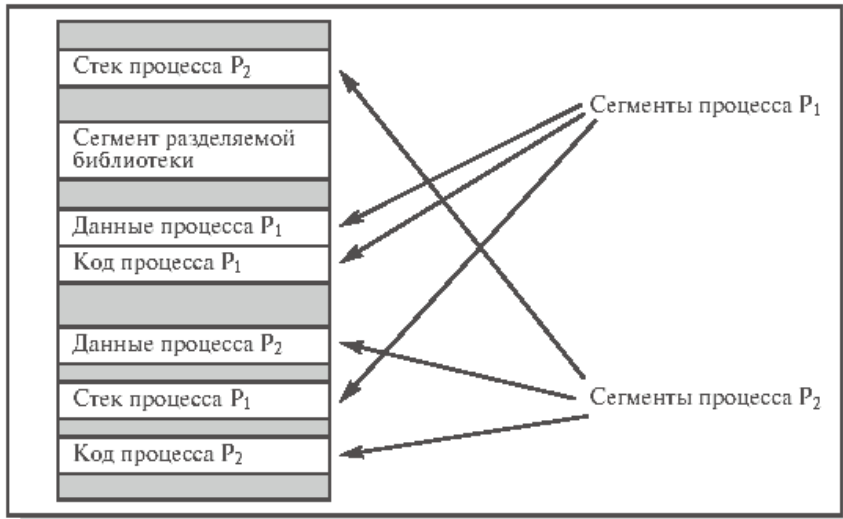 Стек процесса P₂
Сегмент разделяемой
библиотеки
Данные процесса P₁
Код процесса P₁
Данные процесса P₂
Стек процесса P₁
Код процесса P₂
Сегменты процесса P₁
Сегменты процесса P₂